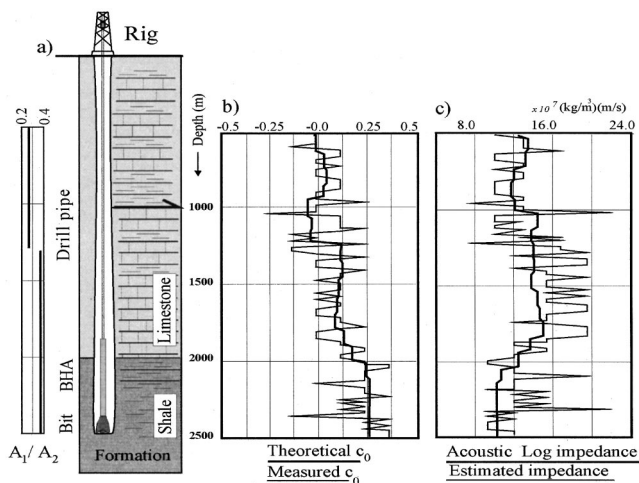 Rig
a)
0.2
0.4
Drill pipe
BHA
Bit
A1/ A2
Limestone
Shale
Formation
Depth (m)
1000
1500
2000
2500
b)
-0.5 -0.25 -0.0 0.25 0.5
Theoretical c0
Measured c0
c)
x10 7 (kg/m3)(m/s)
8.0 16.0 24.0
Acoustic Log impedance
Estimated impedance